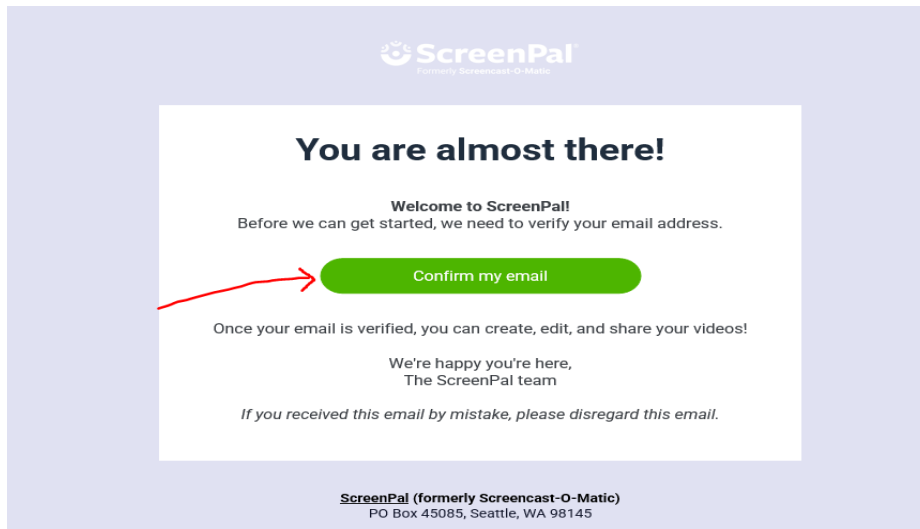 ScreenPal
Formerly Screencast-O-Matic
You are almost there!
Welcome to ScreenPal!
Before we can get started, we need to verify your email address.
Confirm my email
Once your email is verified, you can create, edit, and share your videos!
We're happy you're here,
The ScreenPal team
If you received this email by mistake, please disregard this email.
ScreenPal (formerly Screencast-O-Matic)
PO Box 45085, Seattle, WA 98145